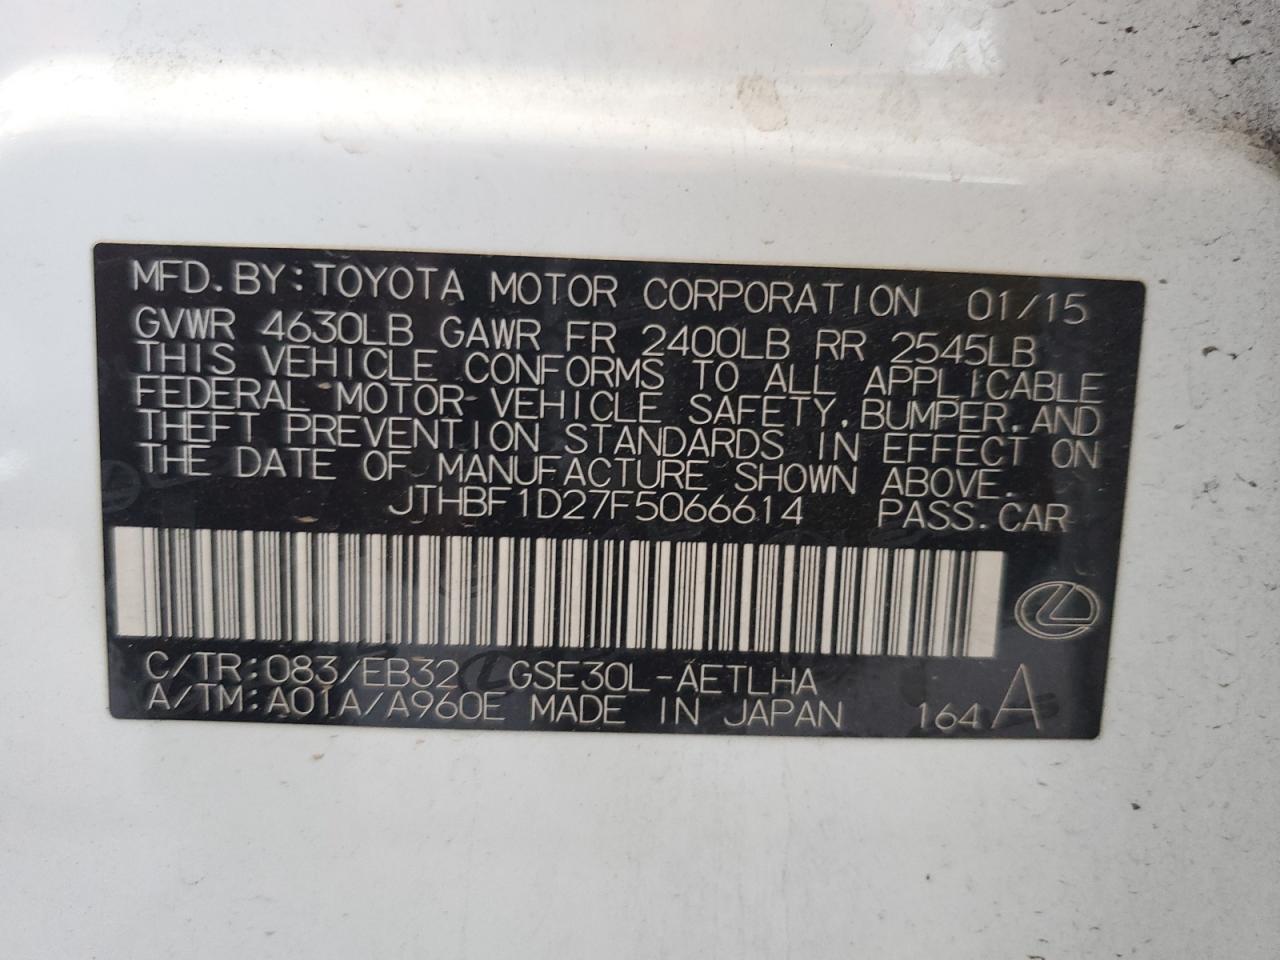 MFD. BY: TOYOTA MOTOR CORPORATION 01/15
GVWR 4630LB GAWR FR 2400LB RR 2545LB
THIS VEHICLE CONFORMS TO ALL APPLICABLE
FEDERAL MOTOR VEHICLE SAFETY, BUMPER, AND
THEFT PREVENTION STANDARDS IN EFFECT ON
THE DATE OF MANUFACTURE SHOWN ABOVE.
JTHBF1D27F5066614 PASS. CAR
C/TR: 083/EB32 GSE30L-AETLHA
A/TM: A01A/A960E MADE IN JAPAN 164 A